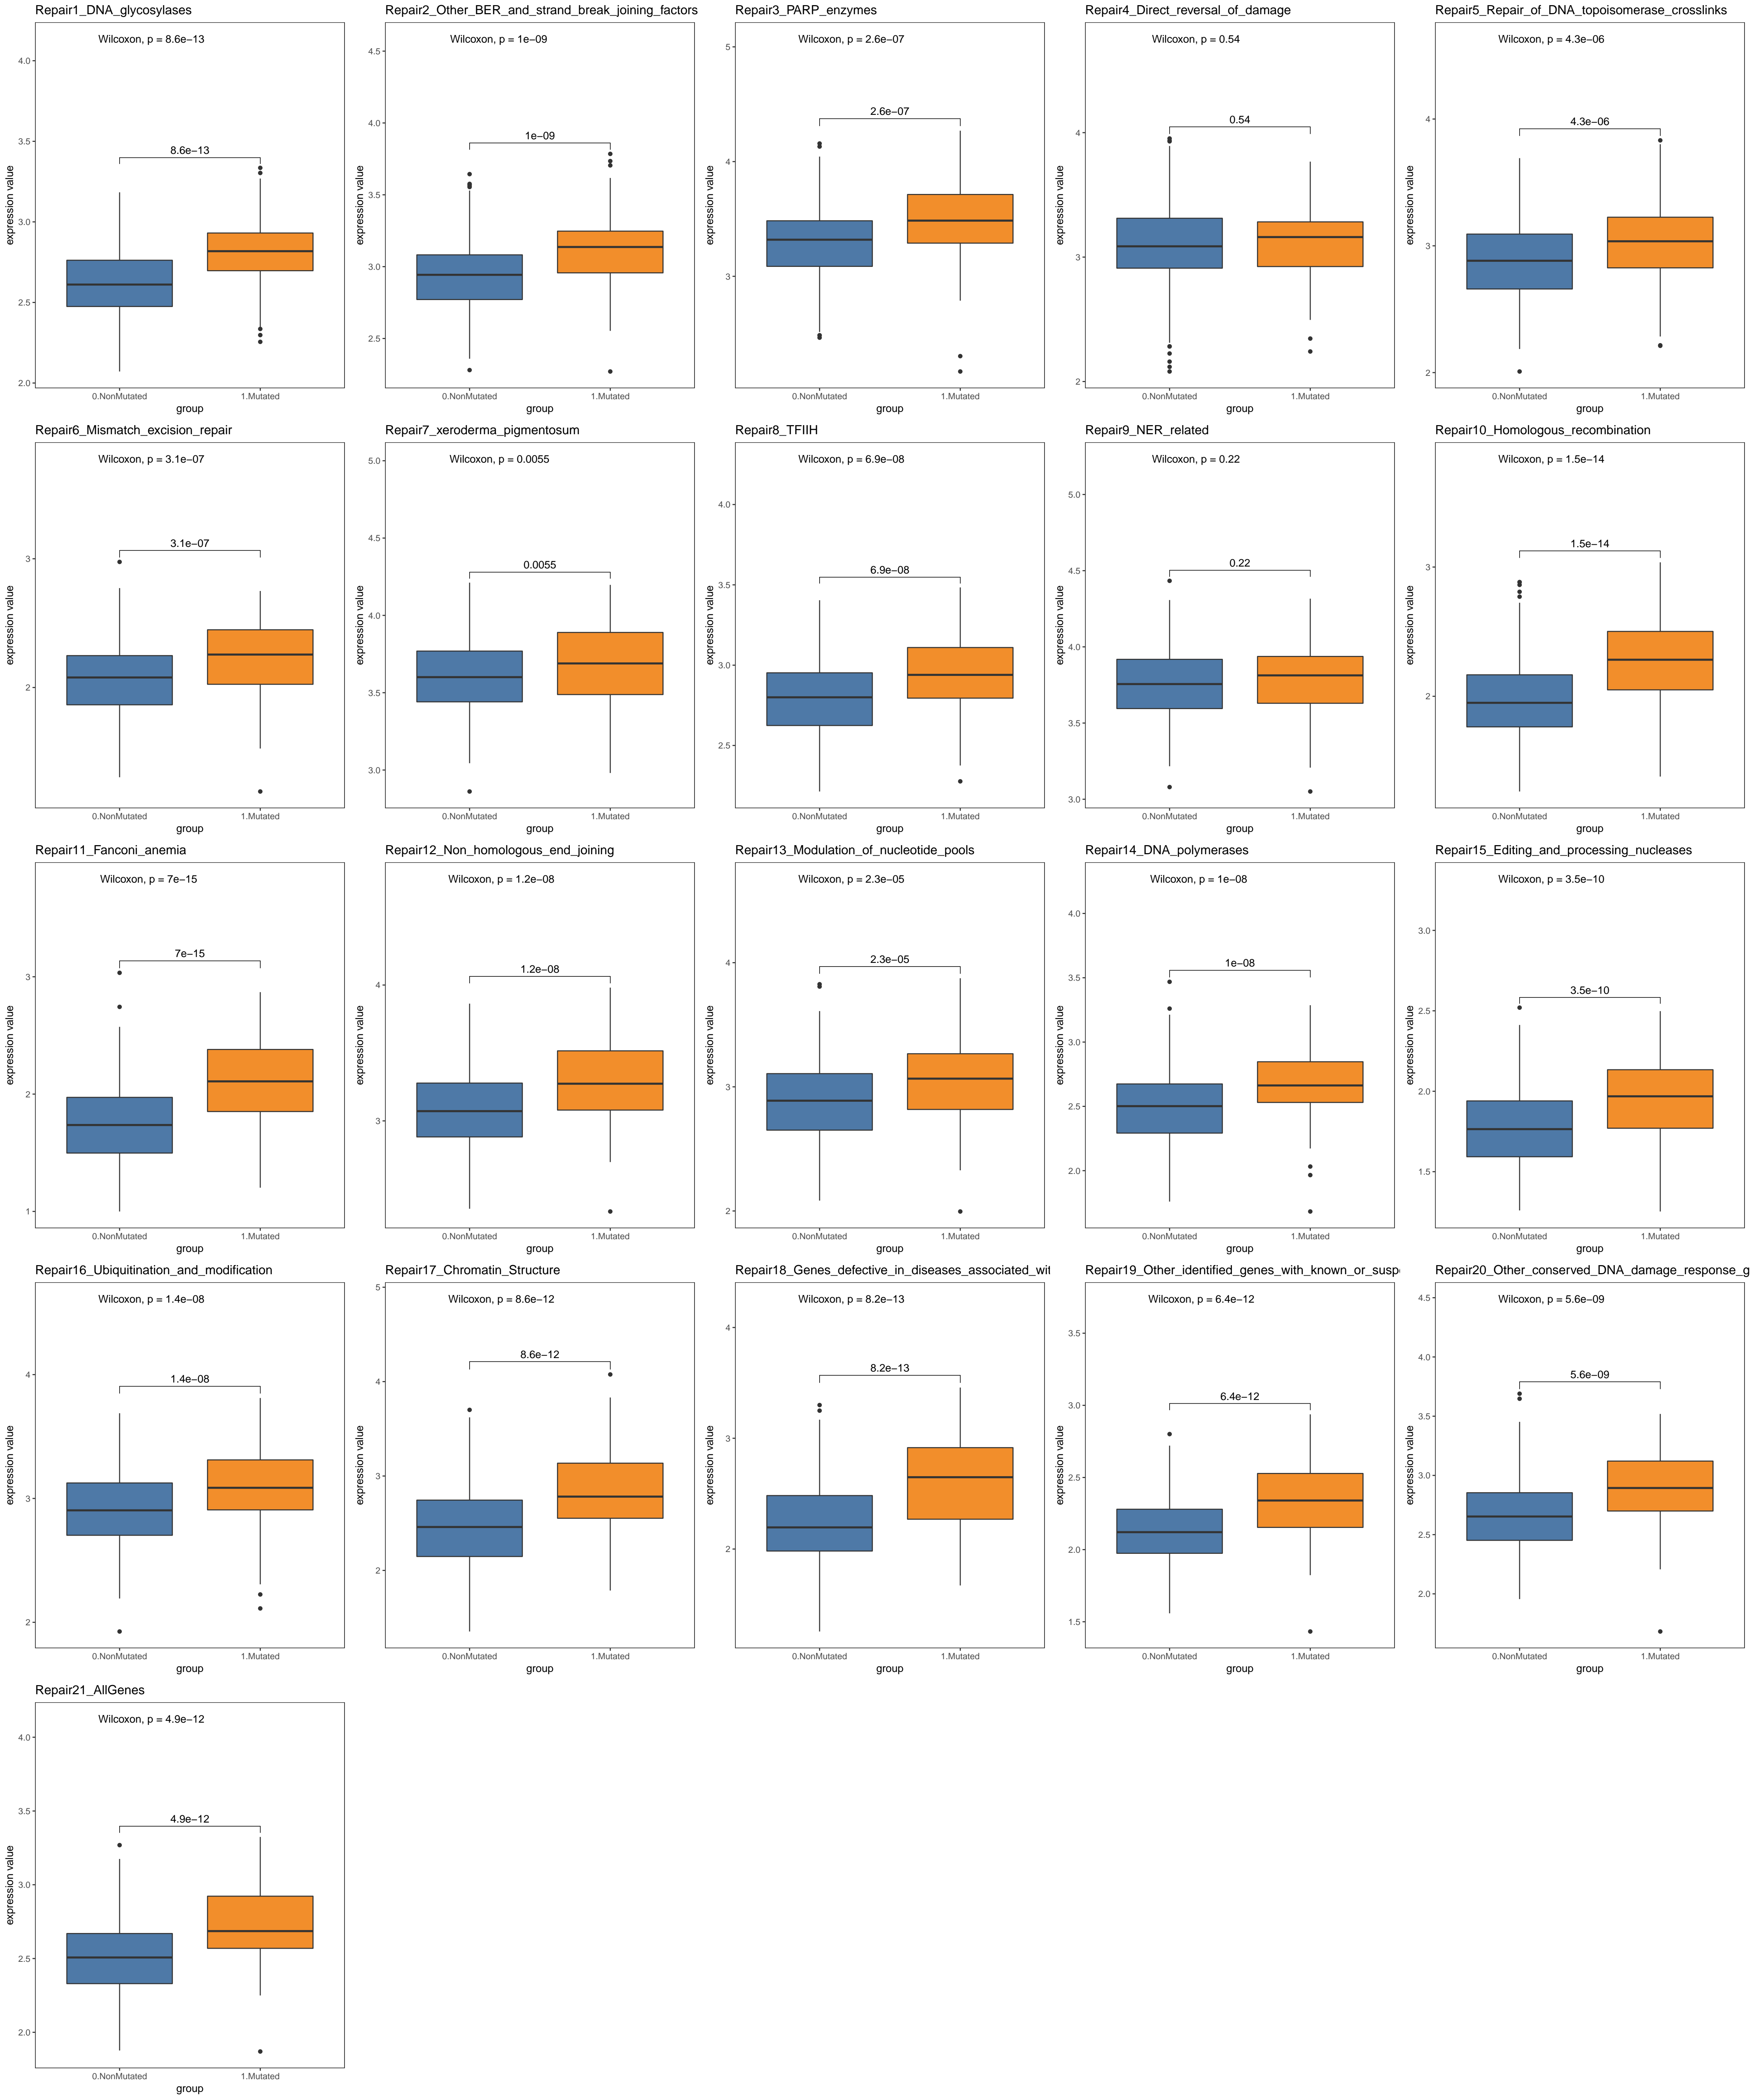 Repair1_DNA_glycosylases
Wilcoxon, p = 8.6e−13
4.0
3.5
8.6e−13
3.0
2.5
2.0
expression value
0.NonMutated 1.Mutated
group
Repair2_Other_BER_and_strand_break_joining_factors
Wilcoxon, p = 1e−09
4.5
4.0
1e−09
3.5
3.0
2.5
expression value
0.NonMutated 1.Mutated
group
Repair3_PARP_enzymes
Wilcoxon, p = 2.6e−07
5
2.6e−07
4
3
expression value
0.NonMutated 1.Mutated
group
Repair4_Direct_reversal_of_damage
Wilcoxon, p = 0.54
0.54
4
3
2
expression value
0.NonMutated 1.Mutated
group
Repair5_Repair_of_DNA_topoisomerase_crosslinks
Wilcoxon, p = 4.3e−06
4
4.3e−06
3
2
expression value
0.NonMutated 1.Mutated
group
Repair6_Mismatch_excision_repair
Wilcoxon, p = 3.1e−07
3.1e−07
3
2
expression value
0.NonMutated 1.Mutated
group
Repair7_xeroderma_pigmentosum
Wilcoxon, p = 0.0055
5.0
4.5
0.0055
4.0
3.5
3.0
expression value
0.NonMutated 1.Mutated
group
Repair8_TFIIH
Wilcoxon, p = 6.9e−08
4.0
6.9e−08
3.5
3.0
2.5
expression value
0.NonMutated 1.Mutated
group
Repair9_NER_related
Wilcoxon, p = 0.22
5.0
0.22
4.5
4.0
3.5
3.0
expression value
0.NonMutated 1.Mutated
group
Repair10_Homologous_recombination
Wilcoxon, p = 1.5e−14
1.5e−14
3
2
expression value
0.NonMutated 1.Mutated
group
Repair11_Fanconi_anemia
Wilcoxon, p = 7e−15
7e−15
3
2
1
expression value
0.NonMutated 1.Mutated
group
Repair12_Non_homologous_end_joining
Wilcoxon, p = 1.2e−08
1.2e−08
4
3
expression value
0.NonMutated 1.Mutated
group
Repair13_Modulation_of_nucleotide_pools
Wilcoxon, p = 2.3e−05
2.3e−05
4
3
2
expression value
0.NonMutated 1.Mutated
group
Repair14_DNA_polymerases
Wilcoxon, p = 1e−08
4.0
1e−08
3.5
3.0
2.5
2.0
expression value
0.NonMutated 1.Mutated
group
Repair15_Editing_and_processing_nucleases
Wilcoxon, p = 3.5e−10
3.0
3.5e−10
2.5
2.0
1.5
expression value
0.NonMutated 1.Mutated
group
Repair16_Ubiquitination_and_modification
Wilcoxon, p = 1.4e−08
4
1.4e−08
3
2
expression value
0.NonMutated 1.Mutated
group
Repair17_Chromatin_Structure
5
Wilcoxon, p = 8.6e−12
8.6e−12
4
3
2
expression value
0.NonMutated 1.Mutated
group
Repair18_Genes_defective_in_diseases_associated_wit
Wilcoxon, p = 8.2e−13
4
8.2e−13
3
2
expression value
0.NonMutated 1.Mutated
group
Repair19_Other_identified_genes_with_known_or_susp
Wilcoxon, p = 6.4e−12
3.5
6.4e−12
3.0
2.5
2.0
1.5
expression value
0.NonMutated 1.Mutated
group
Repair20_Other_conserved_DNA_damage_response_g
Wilcoxon, p = 5.6e−09
4.5
4.0
5.6e−09
3.5
3.0
2.5
2.0
expression value
0.NonMutated 1.Mutated
group
Repair21_AllGenes
Wilcoxon, p = 4.9e−12
4.0
3.5
4.9e−12
3.0
2.5
2.0
expression value
0.NonMutated 1.Mutated
group